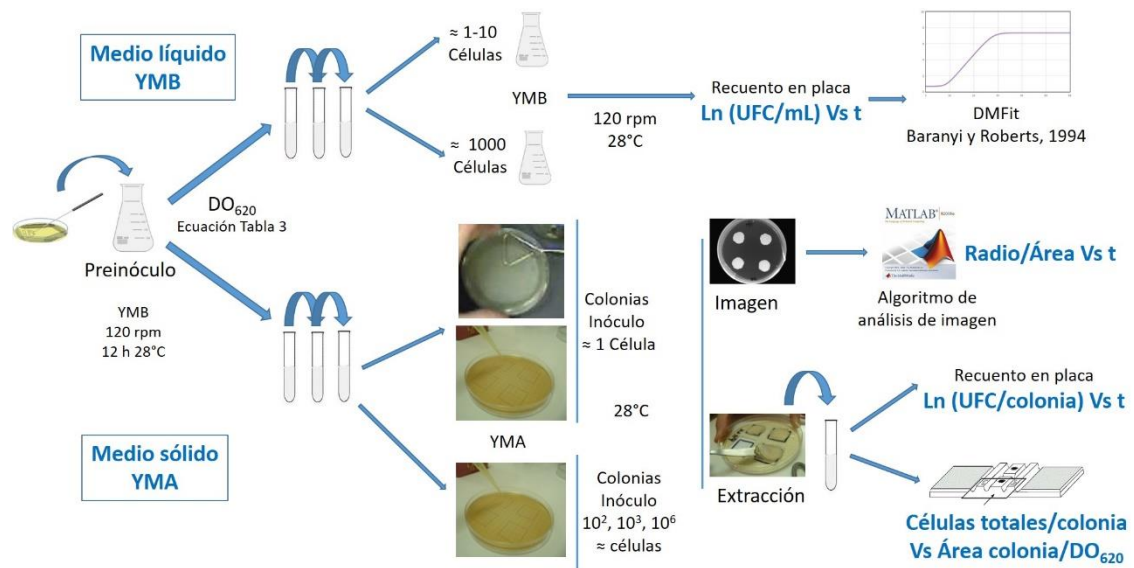 Medio líquido
YMB
≈ 1-10
Células
YMB
≈ 1000
Células
120 rpm
28°C
Recuento en placa
Ln (UFC/mL) Vs t
DMFit
Baranyi y Roberts, 1994
DO620
Ecuación Tabla 3
Preinóculo
YMB
120 rpm
12 h 28°C
Medio sólido
YMA
Colonias
Inóculo
≈ 1 Célula
28°C
YMA
Colonias
Inóculo
10², 10³, 10⁶
≈ células
Imagen
MATLAB
Algoritmo de
análisis de imagen
Radio/Área Vs t
Extracción
Recuento en placa
Ln (UFC/colonia) Vs t
Células totales/colonia
Vs Área colonia/DO620